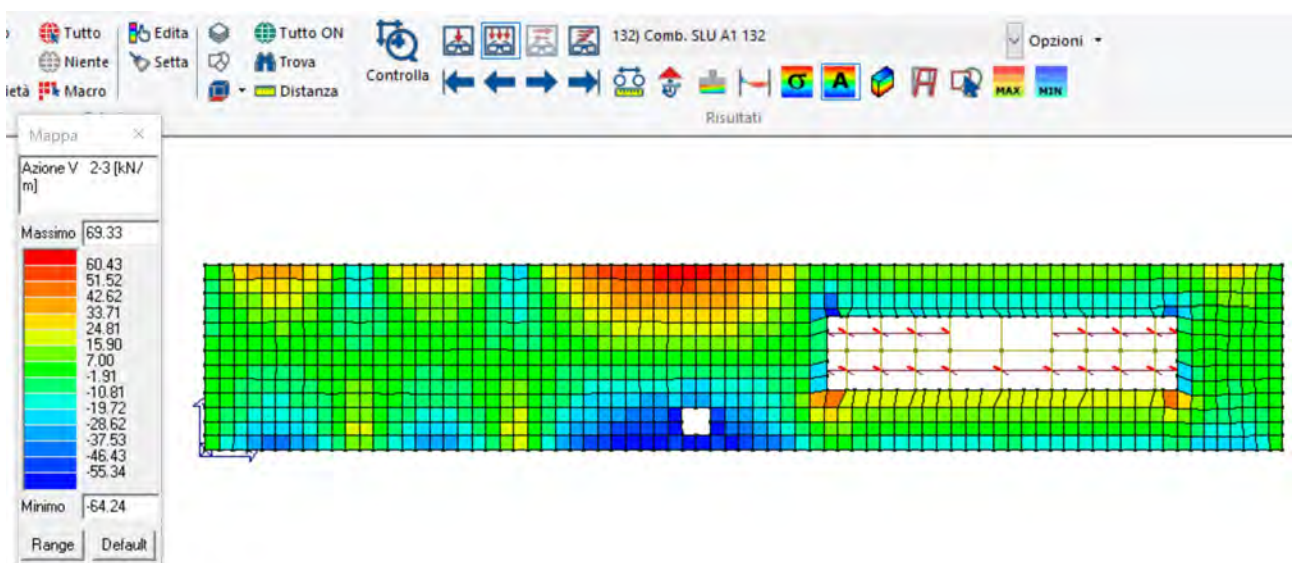 Tutto
Edita
Tutto ON
132) Comb. SLU A1 132
Opzioni
Niente
Setta
Trova
Controlla
età
Macro
Distanza
σ
A
MAX
MIN
Risultati
Mappa
Azione V 2-3 [kN/
m]
Massimo 69.33
60.43
51.52
42.62
33.71
24.81
15.90
7.00
-1.91
-10.81
-19.72
-28.62
-37.53
-46.43
-55.34
Minimo -64.24
Range Default